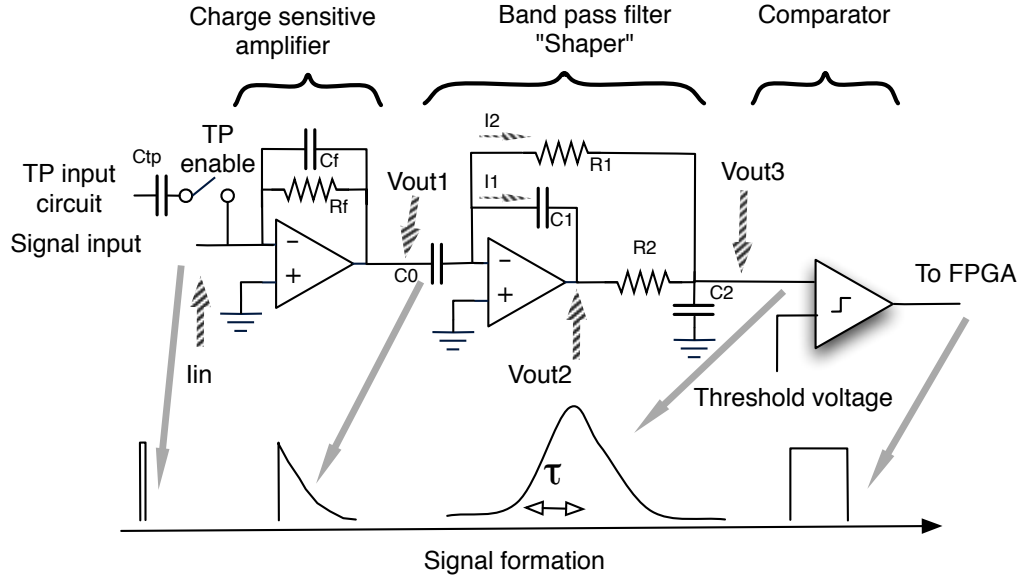 Charge sensitive
amplifier
Band pass filter
"Shaper"
Comparator
Ctp
TP
enable
TP input
circuit
Signal input
Cf
Rf
Vout1
I2
R1
I1
C1
Vout3
−
+
C0
−
+
R2
C2
To FPGA
Iin
Vout2
Threshold voltage
τ
Signal formation